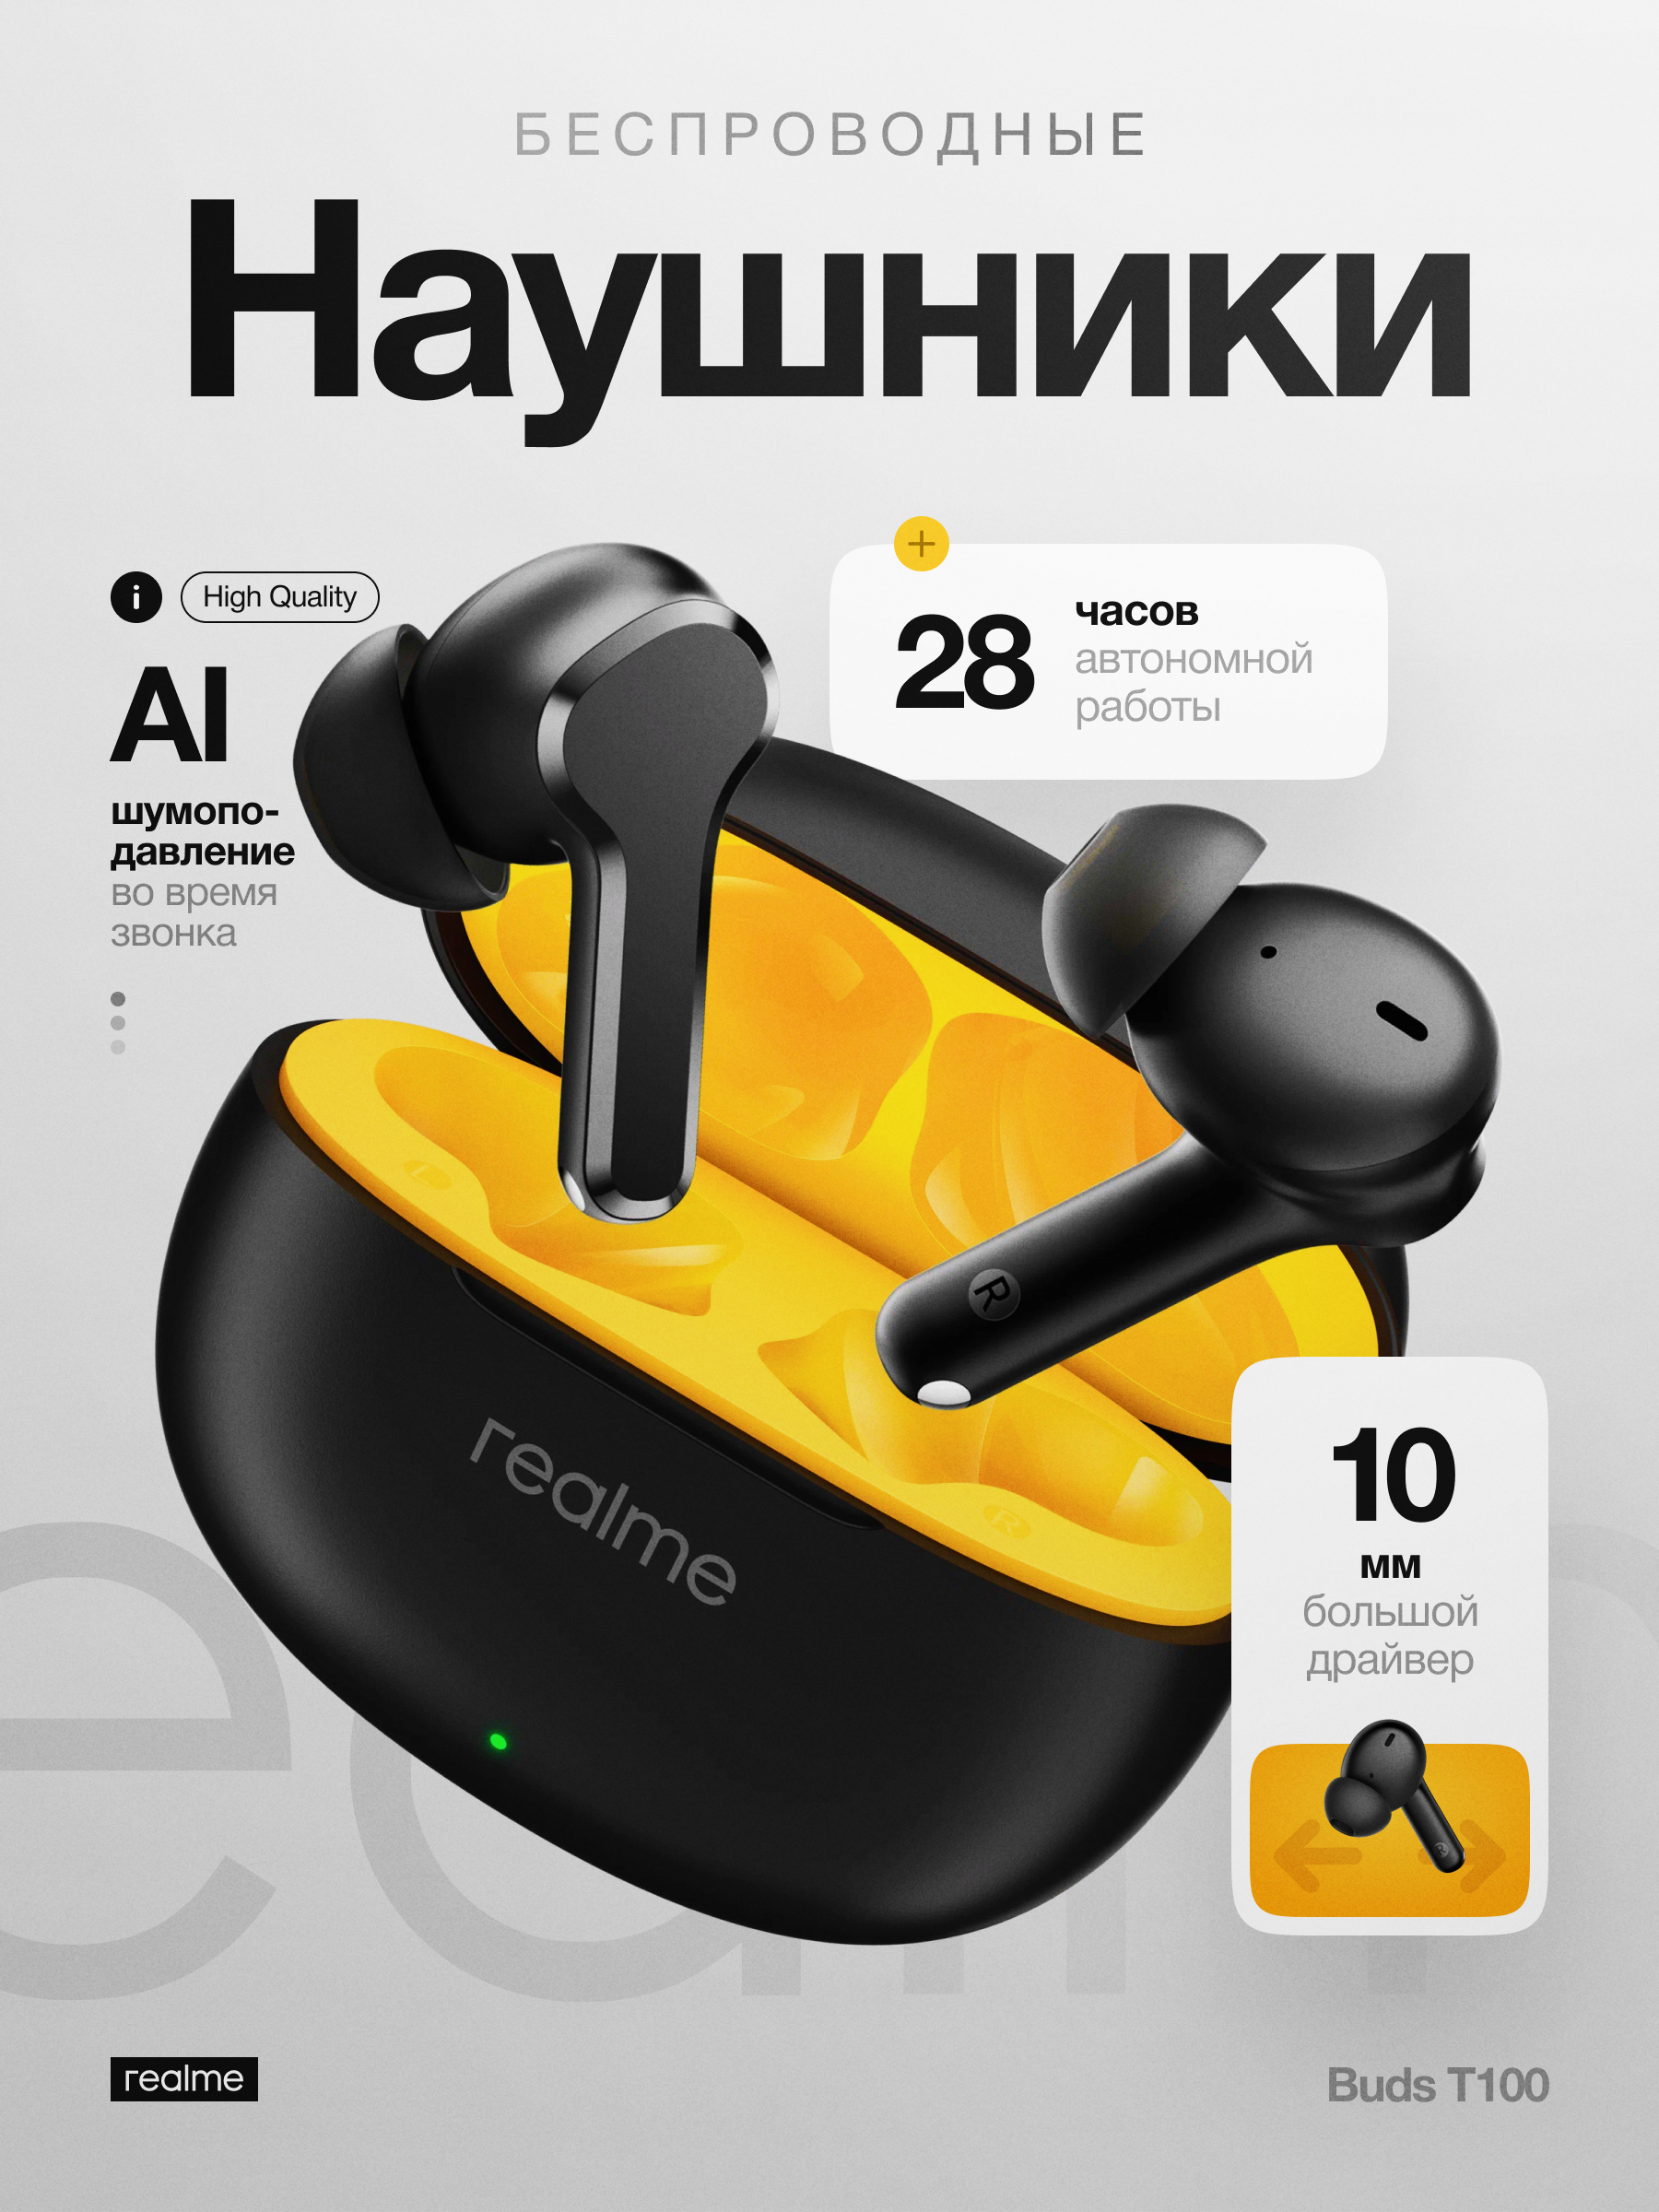 БЕСПРОВОДНЫЕ
Наушники
i High Quality
AI
шумопо-
давление
во время
звонка
+
28
часов
автономной
работы
L
R
R
realme
10
мм
большой
драйвер
R
realm
realme
Buds T100